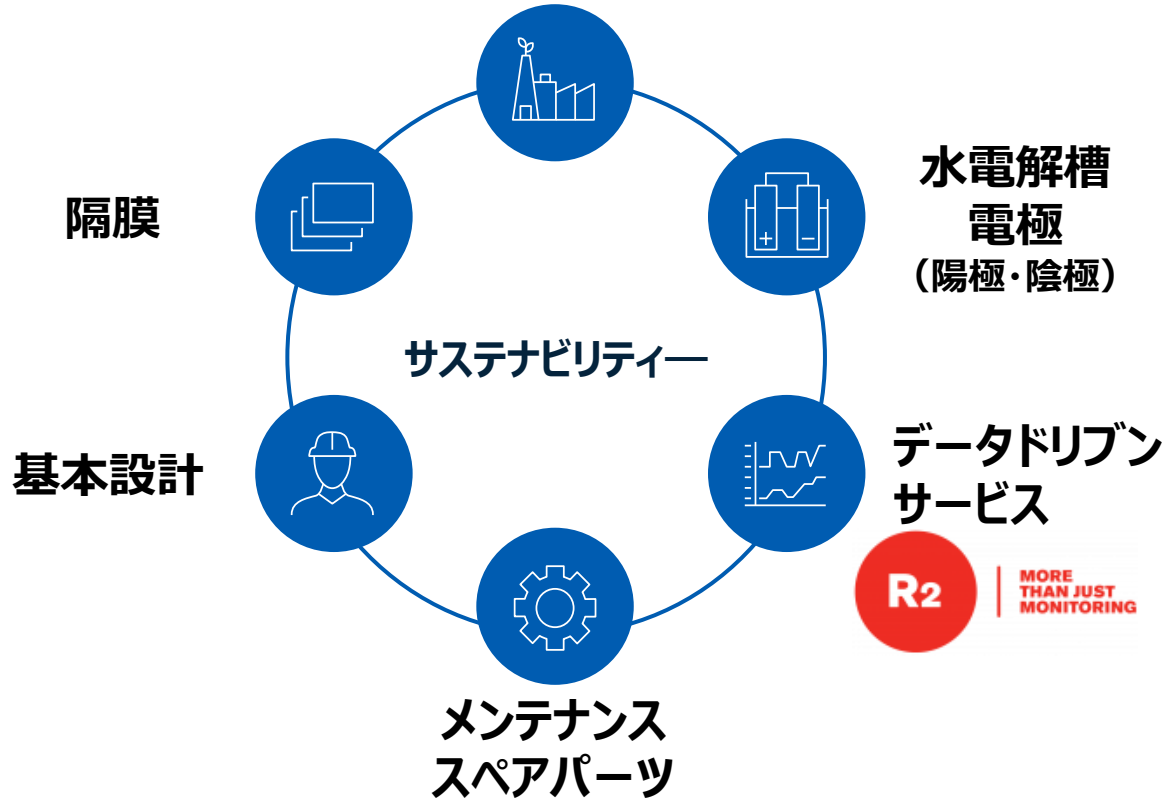 水電解槽
電極
(陽極･陰極)
隔膜
サステナビリティ―
データドリブン
サービス
R2
MORE
THAN JUST
MONITORING
基本設計
メンテナンス
スペアパーツ
+
−